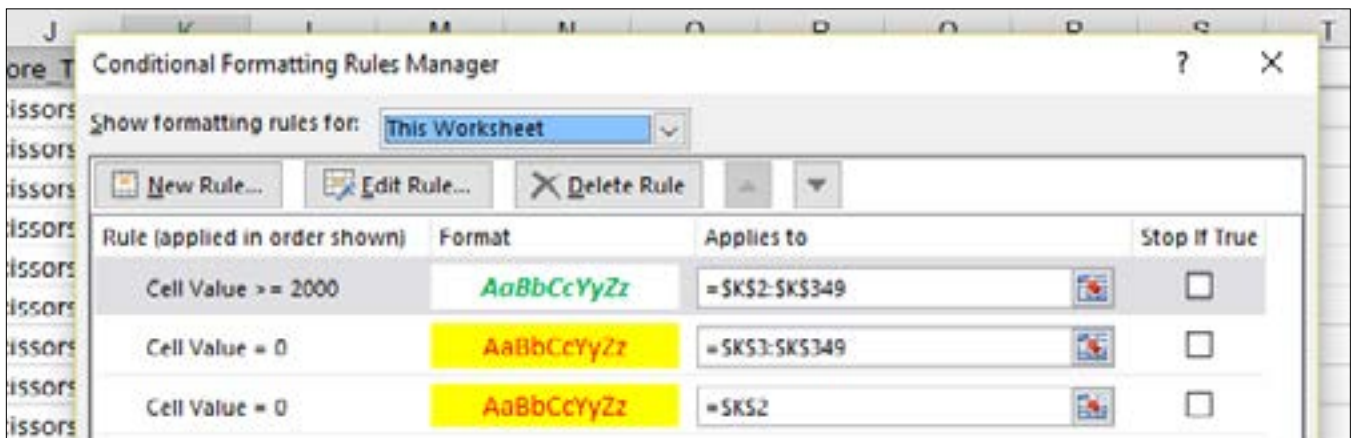 J K
T
ore_T Conditional Formatting Rules Manager ? ×
issors Show formatting rules for: This Worksheet
issors
issors New Rule... Edit Rule... Delete Rule
issors Rule (applied in order shown) Format Applies to Stop If True
issors Cell Value >= 2000 AaBbCcYyZz =$K$2:$K$349
issors
issors Cell Value = 0 AaBbCcYyZz =$K$3:$K$349
issors Cell Value = 0 AaBbCcYyZz =$K$2
issors